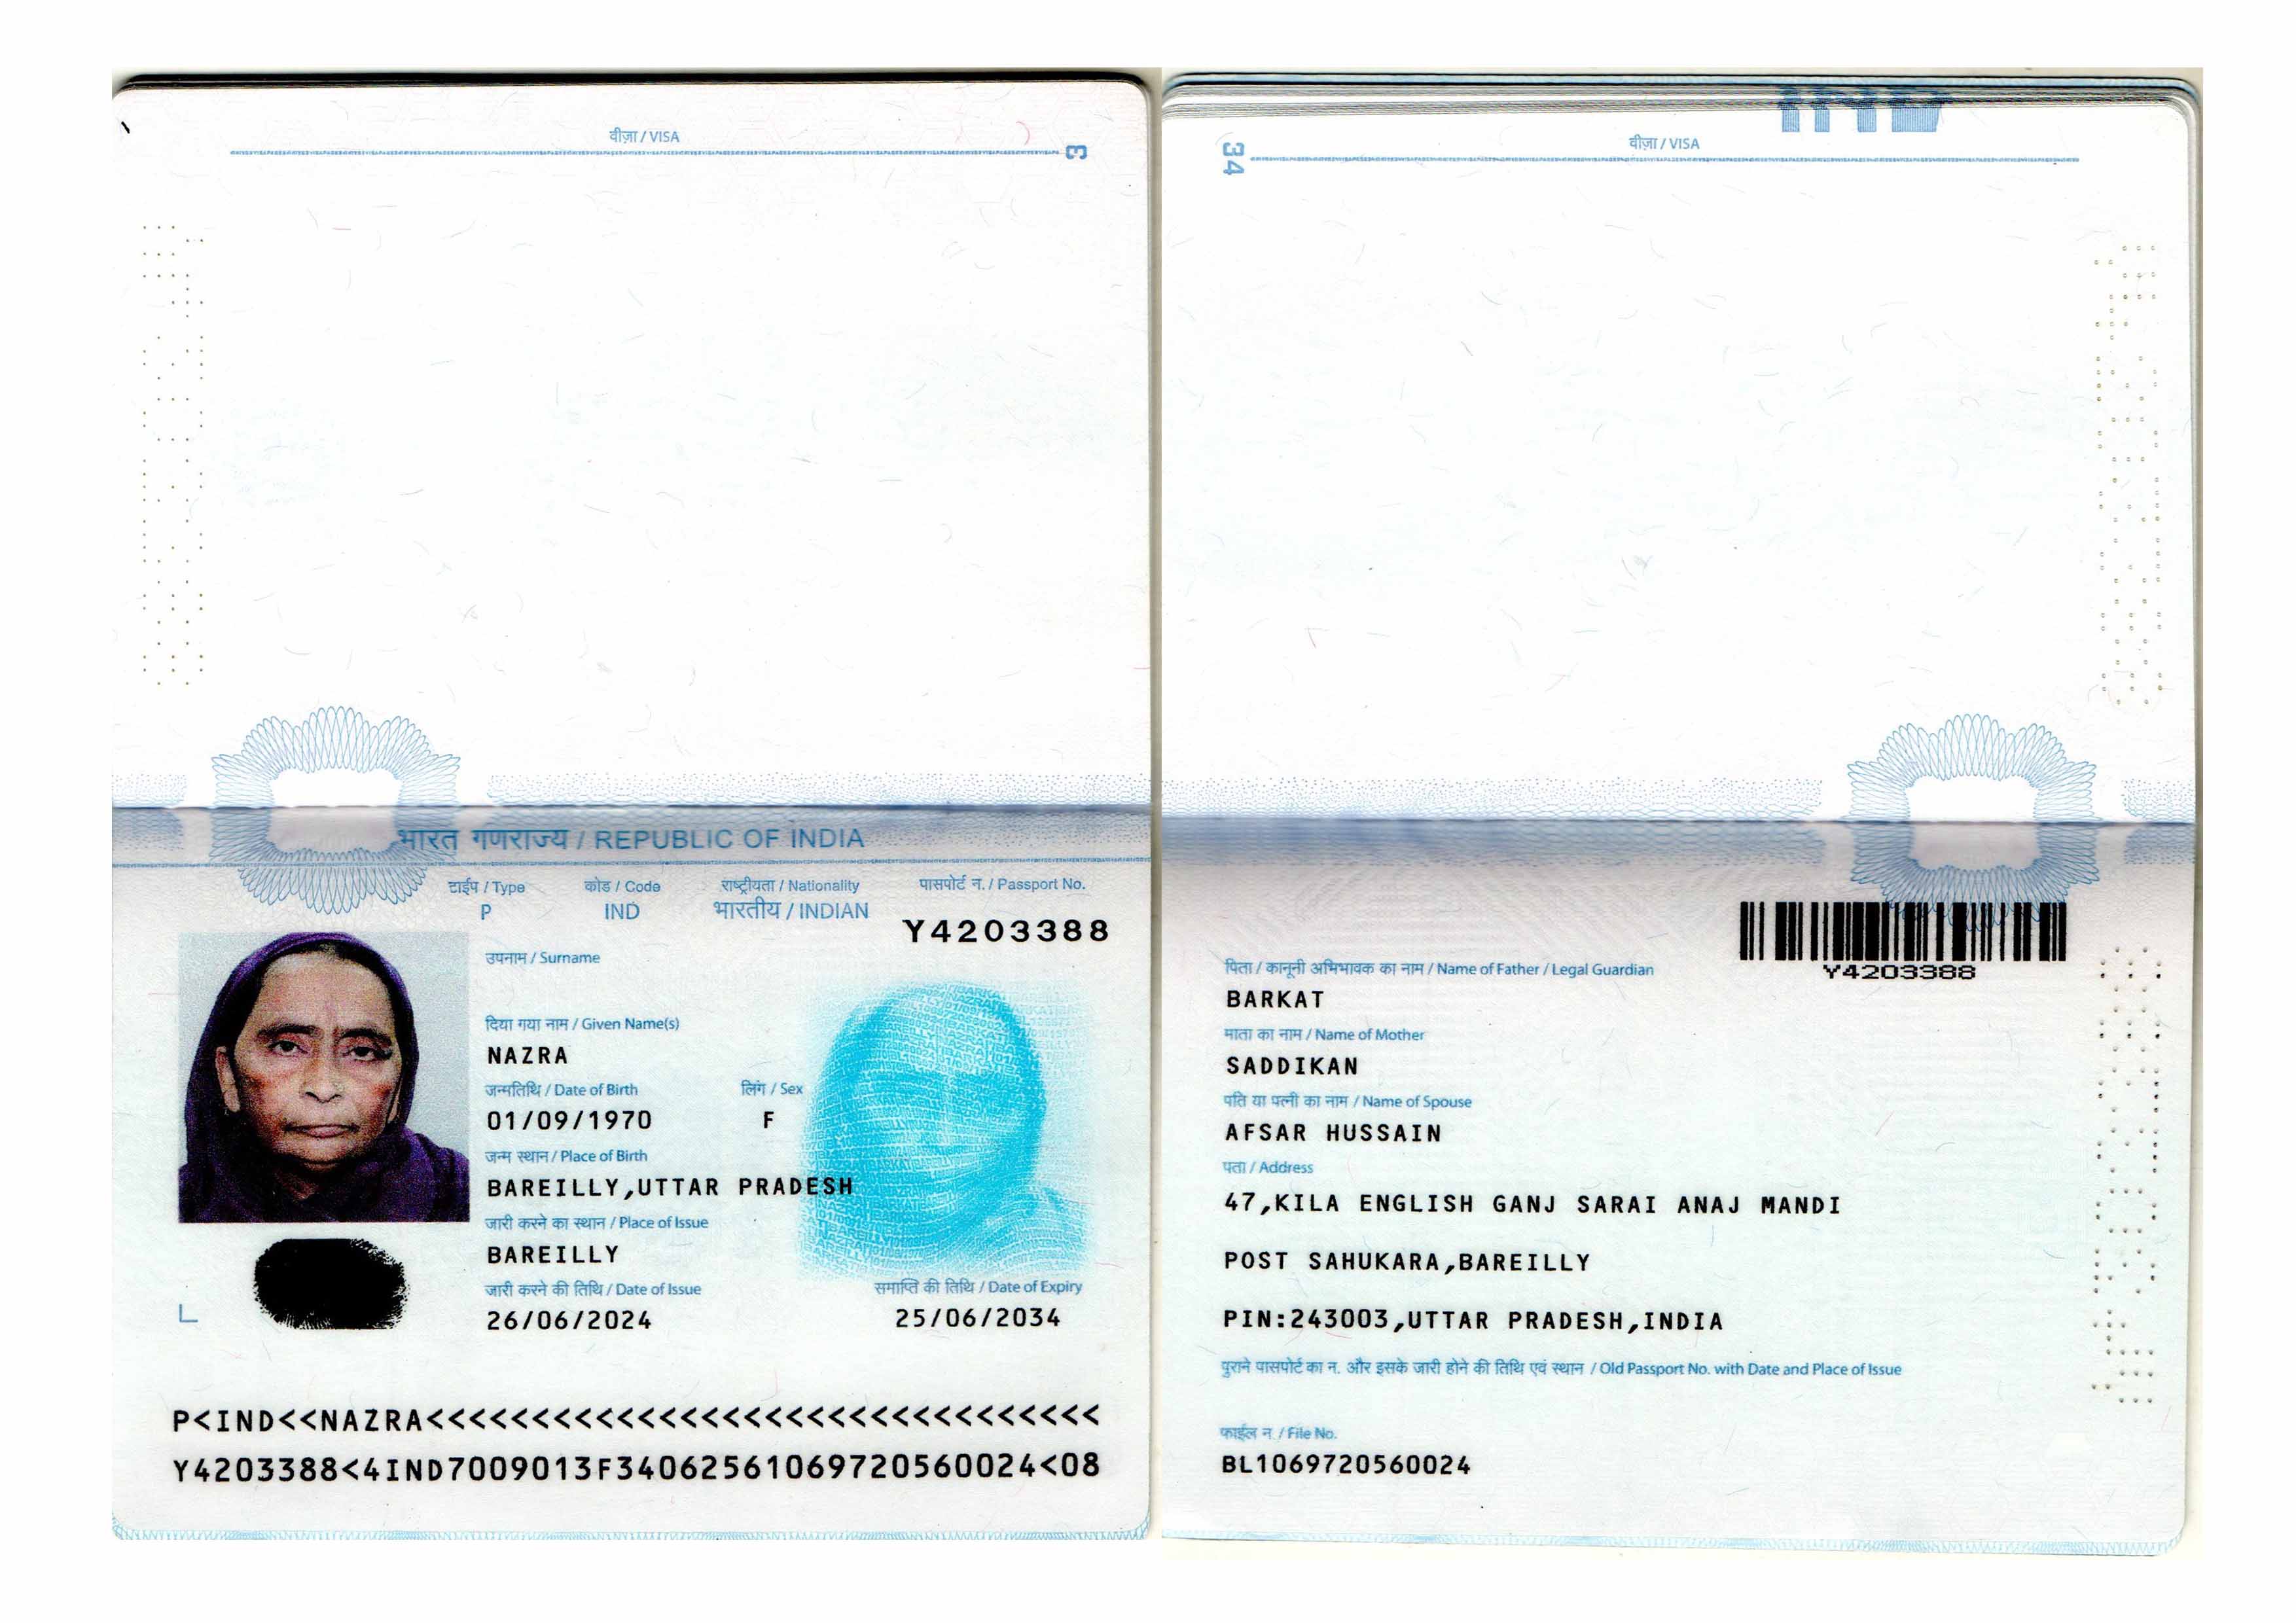 वीज़ा / VISA
3
भारत गणराज्य / REPUBLIC OF INDIA
टाईप / Type कोड / Code राष्ट्रीयता / Nationality पासपोर्ट न. / Passport No.
P IND भारतीय / INDIAN Y4203388
उपनाम / Surname
दिया गया नाम / Given Name(s)
NAZRA
जन्मतिथि / Date of Birth लिंग / Sex
01/09/1970 F
जन्म स्थान / Place of Birth
BAREILLY,UTTAR PRADESH
जारी करने का स्थान / Place of Issue
BAREILLY
जारी करने की तिथि / Date of Issue समाप्ति की तिथि / Date of Expiry
26/06/2024 25/06/2034
P<IND<<NAZRA<<<<<<<<<<<<<<<<<<<<<<<<<<<<<<<<
Y4203388<4IND7009013F34062561069720560024<08
वीज़ा / VISA
34
Y4203388
पिता / कानूनी अभिभावक का नाम / Name of Father / Legal Guardian
BARKAT
माता का नाम / Name of Mother
SADDIKAN
पति या पत्नी का नाम / Name of Spouse
AFSAR HUSSAIN
पता / Address
47,KILA ENGLISH GANJ SARAI ANAJ MANDI
POST SAHUKARA,BAREILLY
PIN:243003,UTTAR PRADESH,INDIA
पुराने पासपोर्ट का न. और इसके जारी होने की तिथि एवं स्थान / Old Passport No. with Date and Place of Issue
फाईल न / File No.
BL1069720560024